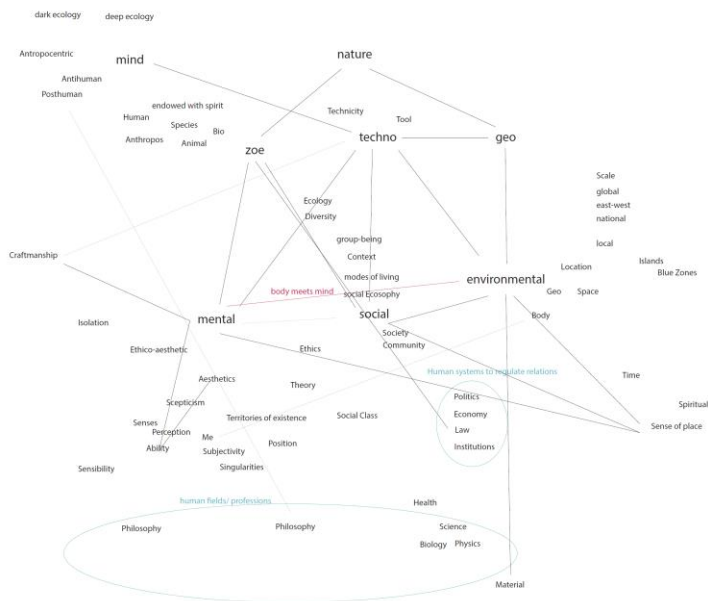 dark ecology
deep ecology
Antropocentric
mind
nature
Antihuman
Posthuman
endowed with spirit
Technicity
Human
Species
Bio
Tool
Anthropos
Animal
zoe
techno
geo
Scale
global
east-west
national
local
Ecology
Diversity
group-being
Context
Craftmanship
modes of living
environmental
Location
Islands
Blue Zones
body meets mind
social Ecosophy
Geo
Space
mental
social
Body
Isolation
Society
Community
Ethico-aesthetic
Ethics
Human systems to regulate relations
Aesthetics
Theory
Time
Politics
Scepticism
Economy
Spiritual
Senses
Territories of existence
Social Class
Law
Sense of place
Perception
Me
Position
Institutions
Ability
Subjectivity
Sensibility
Singularities
human fields/ professions
Health
Philosophy
Philosophy
Science
Biology
Physics
Material